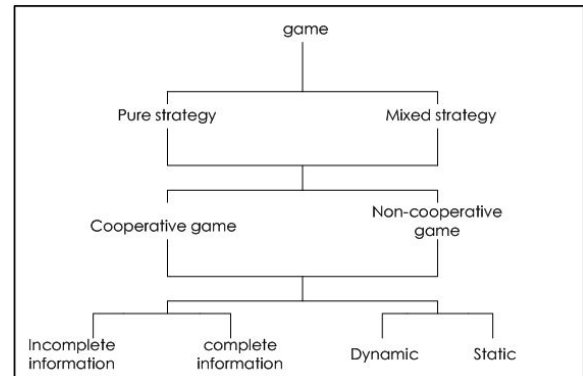 game
Pure strategy
Mixed strategy
Cooperative game
Non-cooperative
game
Incomplete
information
complete
information
Dynamic
Static